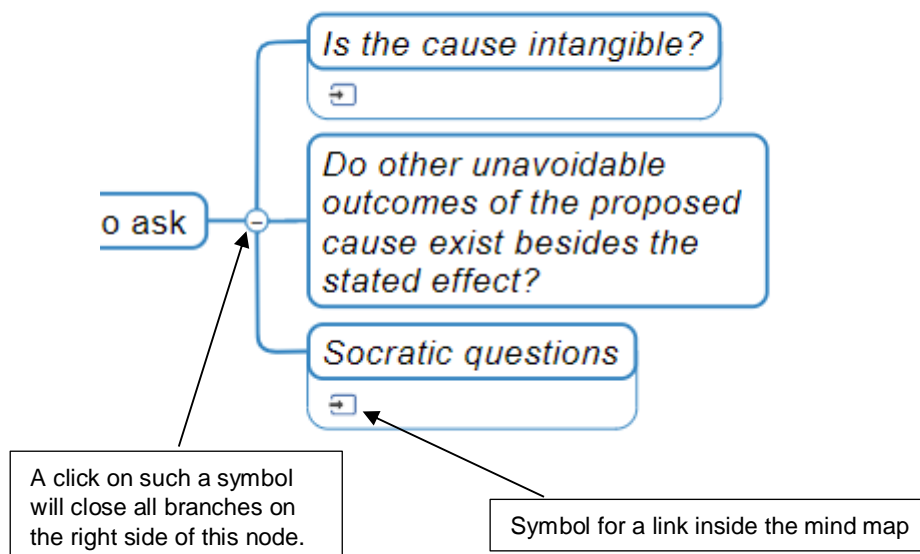 Is the cause intangible?
Do other unavoidable
outcomes of the proposed
cause exist besides the
stated effect?
o ask
Socratic questions
A click on such a symbol
will close all branches on
the right side of this node.
Symbol for a link inside the mind map